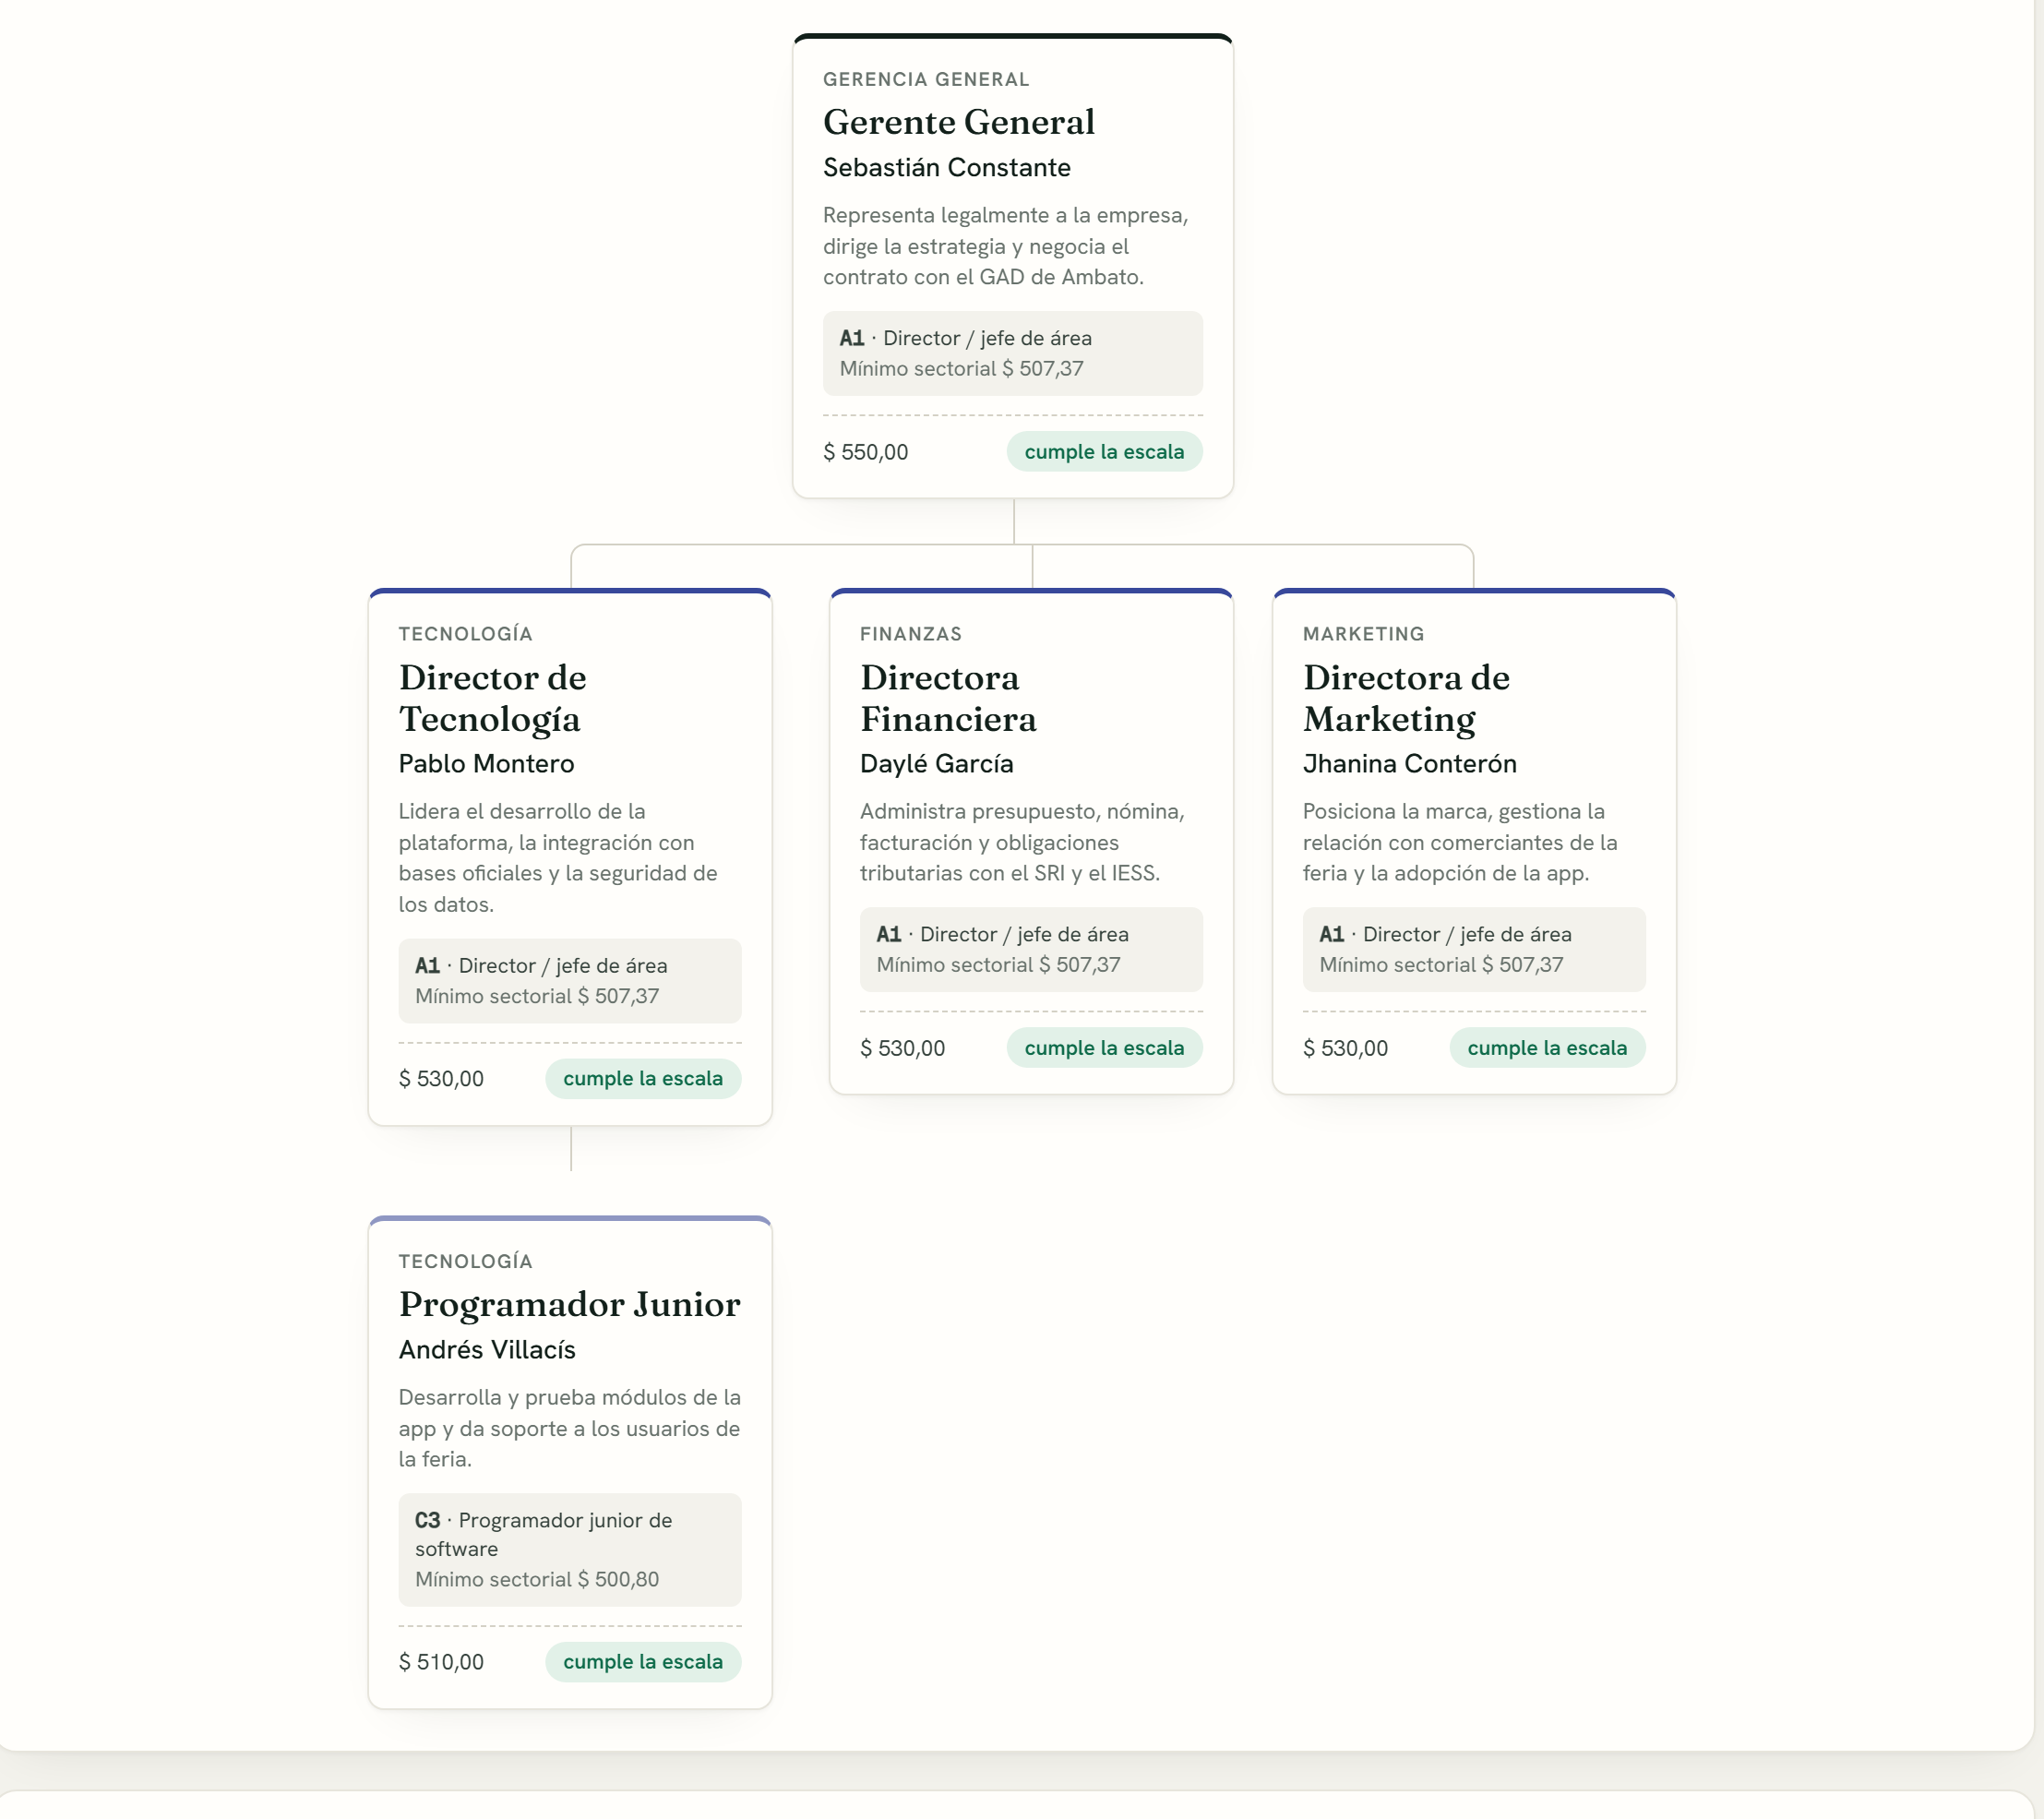 GERENCIA GENERAL
Gerente General
Sebastián Constante
Representa legalmente a la empresa,
dirige la estrategia y negocia el
contrato con el GAD de Ambato.
A1 · Director / jefe de área
Mínimo sectorial $ 507,37
$ 550,00
cumple la escala
TECNOLOGÍA
Director de
Tecnología
Pablo Montero
Lidera el desarrollo de la
plataforma, la integración con
bases oficiales y la seguridad de
los datos.
A1 · Director / jefe de área
Mínimo sectorial $ 507,37
$ 530,00
cumple la escala
FINANZAS
Directora
Financiera
Daylé García
Administra presupuesto, nómina,
facturación y obligaciones
tributarias con el SRI y el IESS.
A1 · Director / jefe de área
Mínimo sectorial $ 507,37
$ 530,00
cumple la escala
MARKETING
Directora de
Marketing
Jhanina Conterón
Posiciona la marca, gestiona la
relación con comerciantes de la
feria y la adopción de la app.
A1 · Director / jefe de área
Mínimo sectorial $ 507,37
$ 530,00
cumple la escala
TECNOLOGÍA
Programador Junior
Andrés Villacís
Desarrolla y prueba módulos de la
app y da soporte a los usuarios de
la feria.
C3 · Programador junior de
software
Mínimo sectorial $ 500,80
$ 510,00
cumple la escala